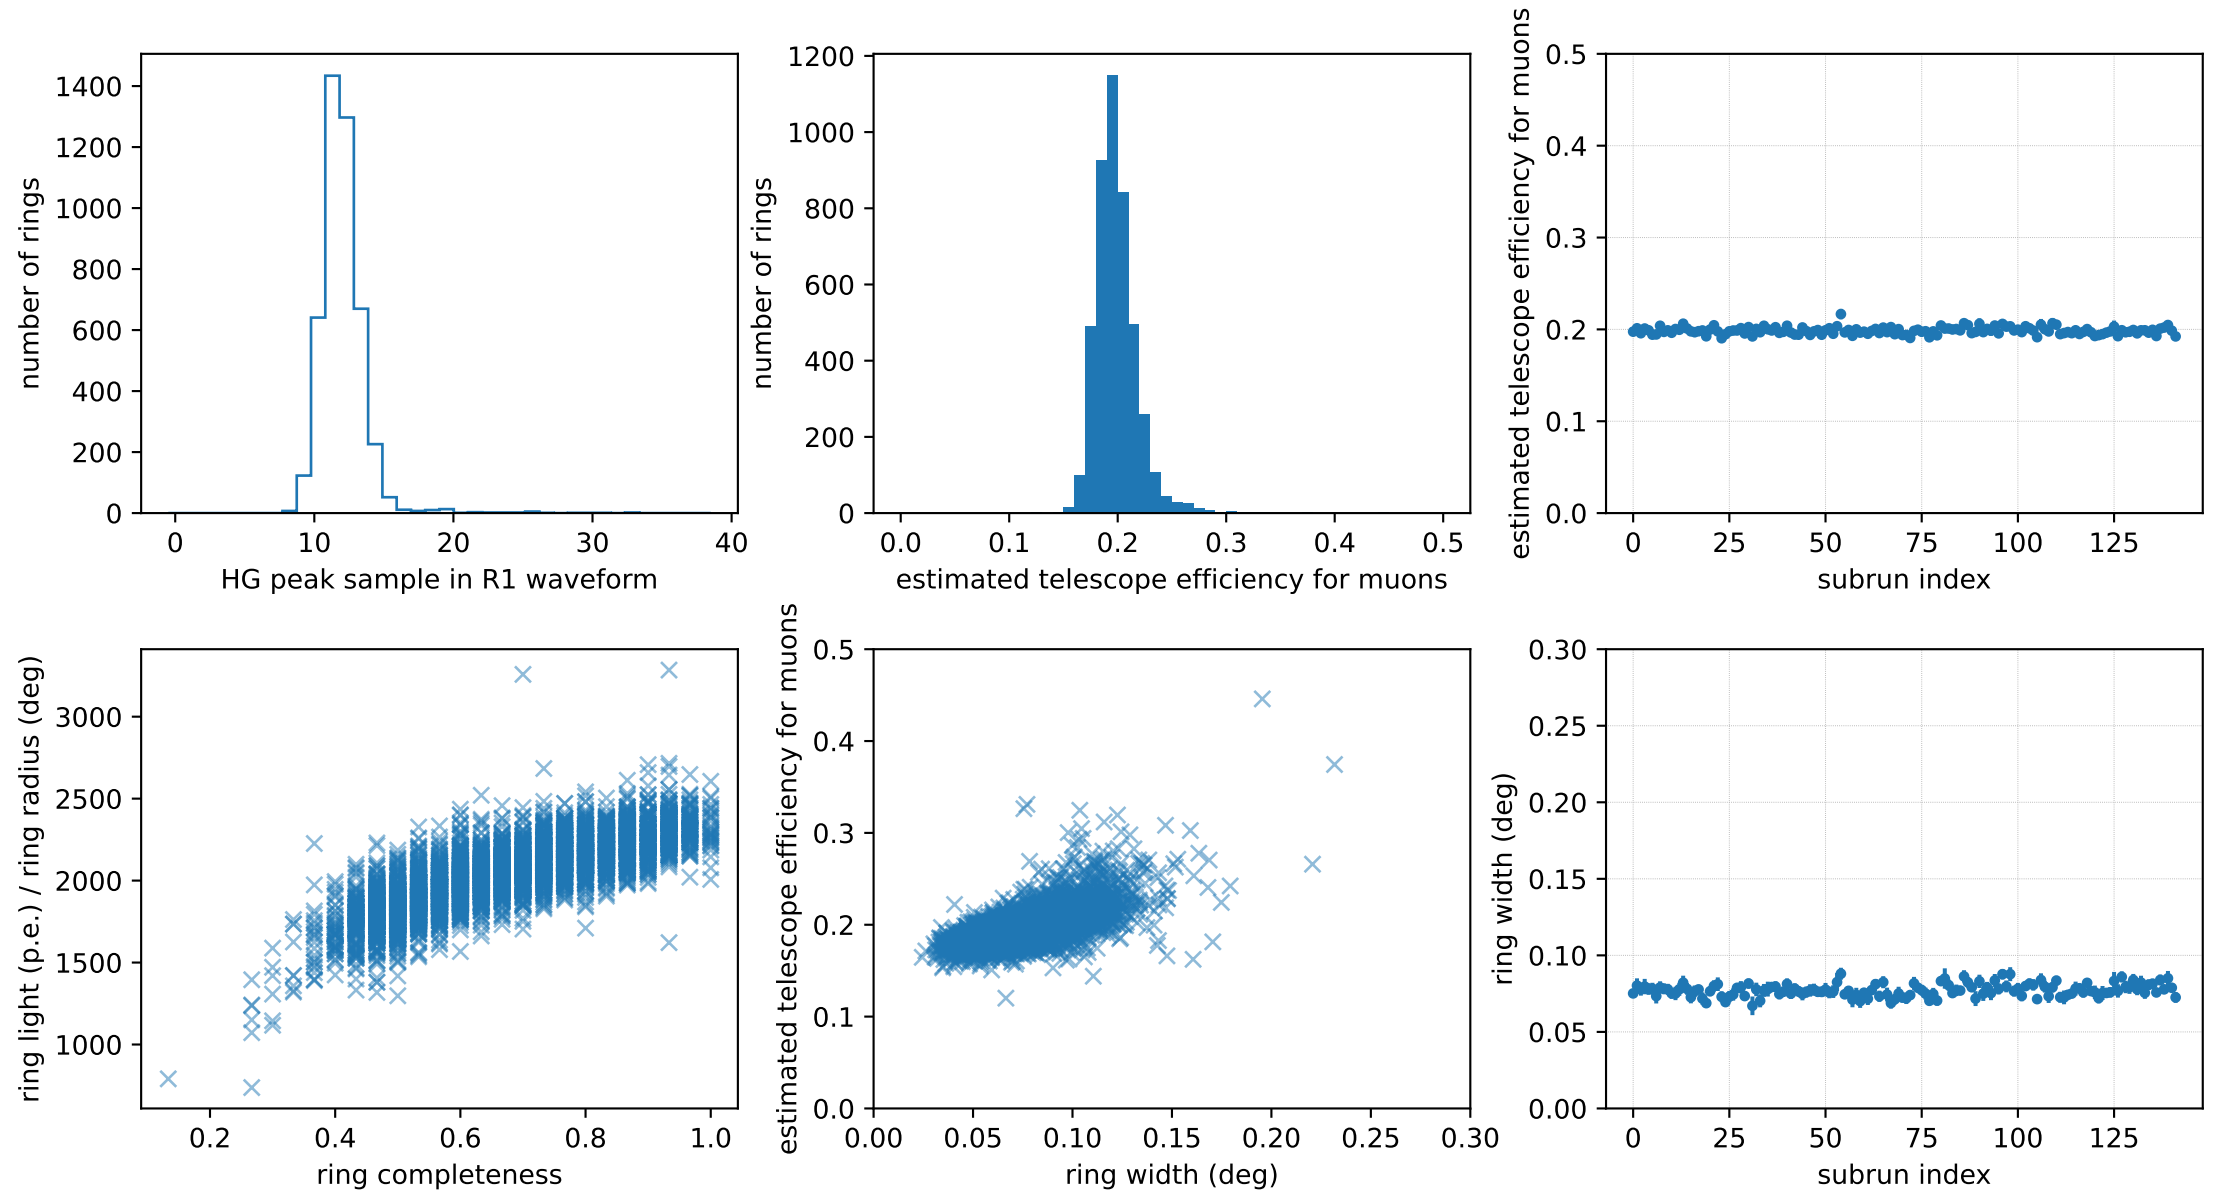 number of rings
1400
1200
1000
800
600
400
200
0
0 10 20 30 40
HG peak sample in R1 waveform
number of rings
1200
1000
800
600
400
200
0
0.0 0.1 0.2 0.3 0.4 0.5
estimated telescope efficiency for muons
estimated telescope efficiency for muons
0.5
0.4
0.3
0.2
0.1
0.0
0 25 50 75 100 125
subrun index
ring light (p.e.) / ring radius (deg)
3000
2500
2000
1500
1000
0.2 0.4 0.6 0.8 1.0
ring completeness
estimated telescope efficiency for muons
0.5
0.4
0.3
0.2
0.1
0.0
0.00 0.05 0.10 0.15 0.20 0.25 0.30
ring width (deg)
ring width (deg)
0.30
0.25
0.20
0.15
0.10
0.05
0.00
0 25 50 75 100 125
subrun index